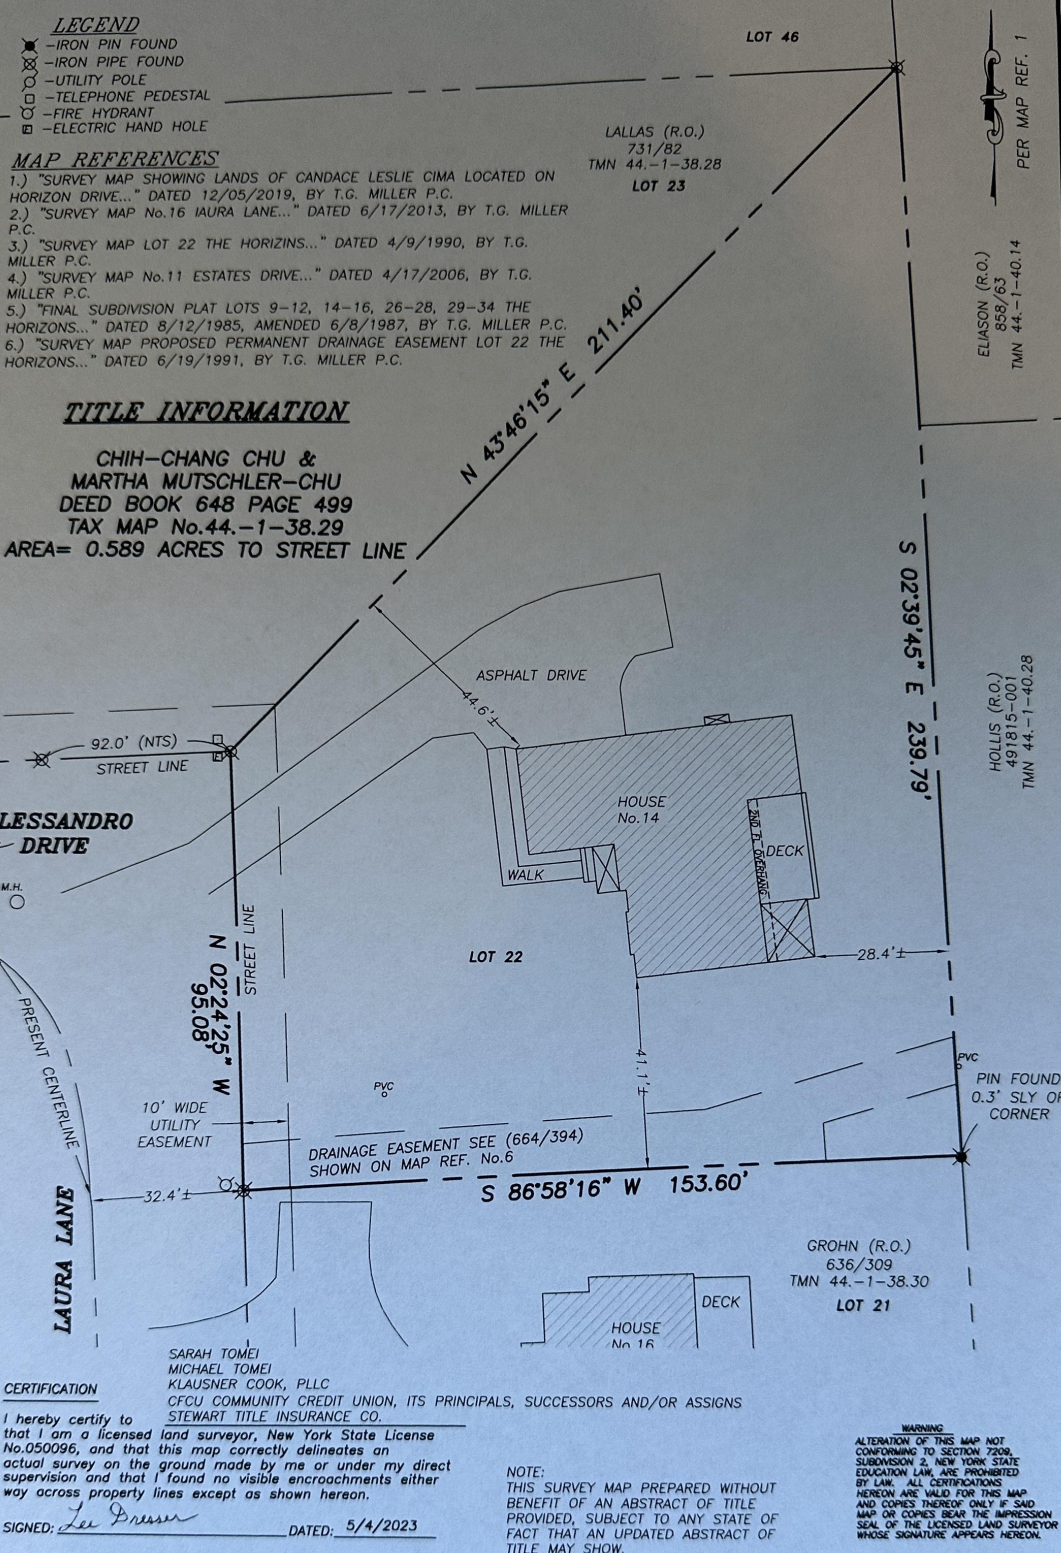 LEGEND
-IRON PIN FOUND
-IRON PIPE FOUND
-UTILITY POLE
-TELEPHONE PEDESTAL
-FIRE HYDRANT
E -ELECTRIC HAND HOLE
MAP REFERENCES
1.) "SURVEY MAP SHOWING LANDS OF CANDACE LESLIE CIMA LOCATED ON
HORIZON DRIVE..." DATED 12/05/2019, BY T.G. MILLER P.C.
2.) "SURVEY MAP No.16 lAURA LANE..." DATED 6/17/2013, BY T.G. MILLER
P.C.
3.) "SURVEY MAP LOT 22 THE HORIZINS..." DATED 4/9/1990, BY T.G.
MILLER P.C.
4.) "SURVEY MAP No.11 ESTATES DRIVE..." DATED 4/17/2006, BY T.G.
MILLER P.C.
5.) "FINAL SUBDIVISION PLAT LOTS 9-12, 14-16, 26-28, 29-34 THE
HORIZONS..." DATED 8/12/1985, AMENDED 6/8/1987, BY T.G. MILLER P.C.
6.) "SURVEY MAP PROPOSED PERMANENT DRAINAGE EASEMENT LOT 22 THE
HORIZONS..." DATED 6/19/1991, BY T.G. MILLER P.C.
TITLE INFORMATION
CHIH-CHANG CHU &
MARTHA MUTSCHLER-CHU
DEED BOOK 648 PAGE 499
TAX MAP No.44.-1-38.29
AREA= 0.589 ACRES TO STREET LINE
LOT 46
PER MAP REF. 1
LALLAS (R.O.)
731/82
TMN 44.-1-38.28
LOT 23
ELIASON (R.O.)
858/63
TMN 44.-1-40.14
N 43°46'15" E 211.40'
S 02°39'45" E 239.79'
HOLLIS (R.O.)
491815-001
TMN 44.-1-40.28
ASPHALT DRIVE
44.6'±
92.0' (NTS)
STREET LINE
E
LESSANDRO
DRIVE
M.H.
HOUSE
No.14
2ND FL OVERHANG
DECK
WALK
STREET LINE
N 02°24'25" W
95.08'
LOT 22
28.4'±
41.1'±
PRESENT CENTERLINE
PVC
PVC
PIN FOUND
0.3' SLY OF
CORNER
10' WIDE
UTILITY
EASEMENT
DRAINAGE EASEMENT SEE (664/394)
SHOWN ON MAP REF. No.6
32.4'±
S 86°58'16" W 153.60'
LAURA LANE
GROHN (R.O.)
636/309
TMN 44.-1-38.30
LOT 21
DECK
HOUSE
No.16
SARAH TOMEI
MICHAEL TOMEI
KLAUSNER COOK, PLLC
CFCU COMMUNITY CREDIT UNION, ITS PRINCIPALS, SUCCESSORS AND/OR ASSIGNS
STEWART TITLE INSURANCE CO.
CERTIFICATION
I hereby certify to
that I am a licensed land surveyor, New York State License
No.050096, and that this map correctly delineates an
actual survey on the ground made by me or under my direct
supervision and that I found no visible encroachments either
way across property lines except as shown hereon.
SIGNED: Lee Dresser DATED: 5/4/2023
NOTE:
THIS SURVEY MAP PREPARED WITHOUT
BENEFIT OF AN ABSTRACT OF TITLE
PROVIDED, SUBJECT TO ANY STATE OF
FACT THAT AN UPDATED ABSTRACT OF
TITLE MAY SHOW.
WARNING
ALTERATION OF THIS MAP NOT
CONFORMING TO SECTION 7209,
SUBDIVISION 2, NEW YORK STATE
EDUCATION LAW, ARE PROHIBITED
BY LAW. ALL CERTIFICATIONS
HEREON ARE VALID FOR THIS MAP
AND COPIES THEREOF ONLY IF SAID
MAP OR COPIES BEAR THE IMPRESSION
SEAL OF THE LICENSED LAND SURVEYOR
WHOSE SIGNATURE APPEARS HEREON.